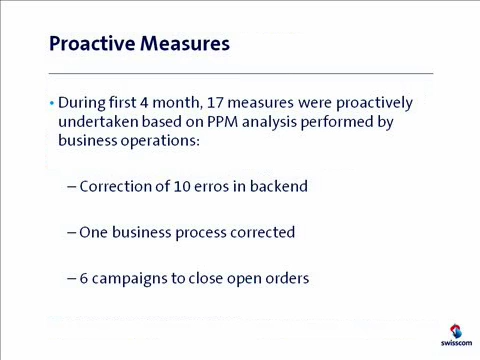 Proactive Measures
• During first 4 month, 17 measures were proactively
undertaken based on PPM analysis performed by
business operations:
– Correction of 10 erros in backend
– One business process corrected
– 6 campaigns to close open orders
swisscom